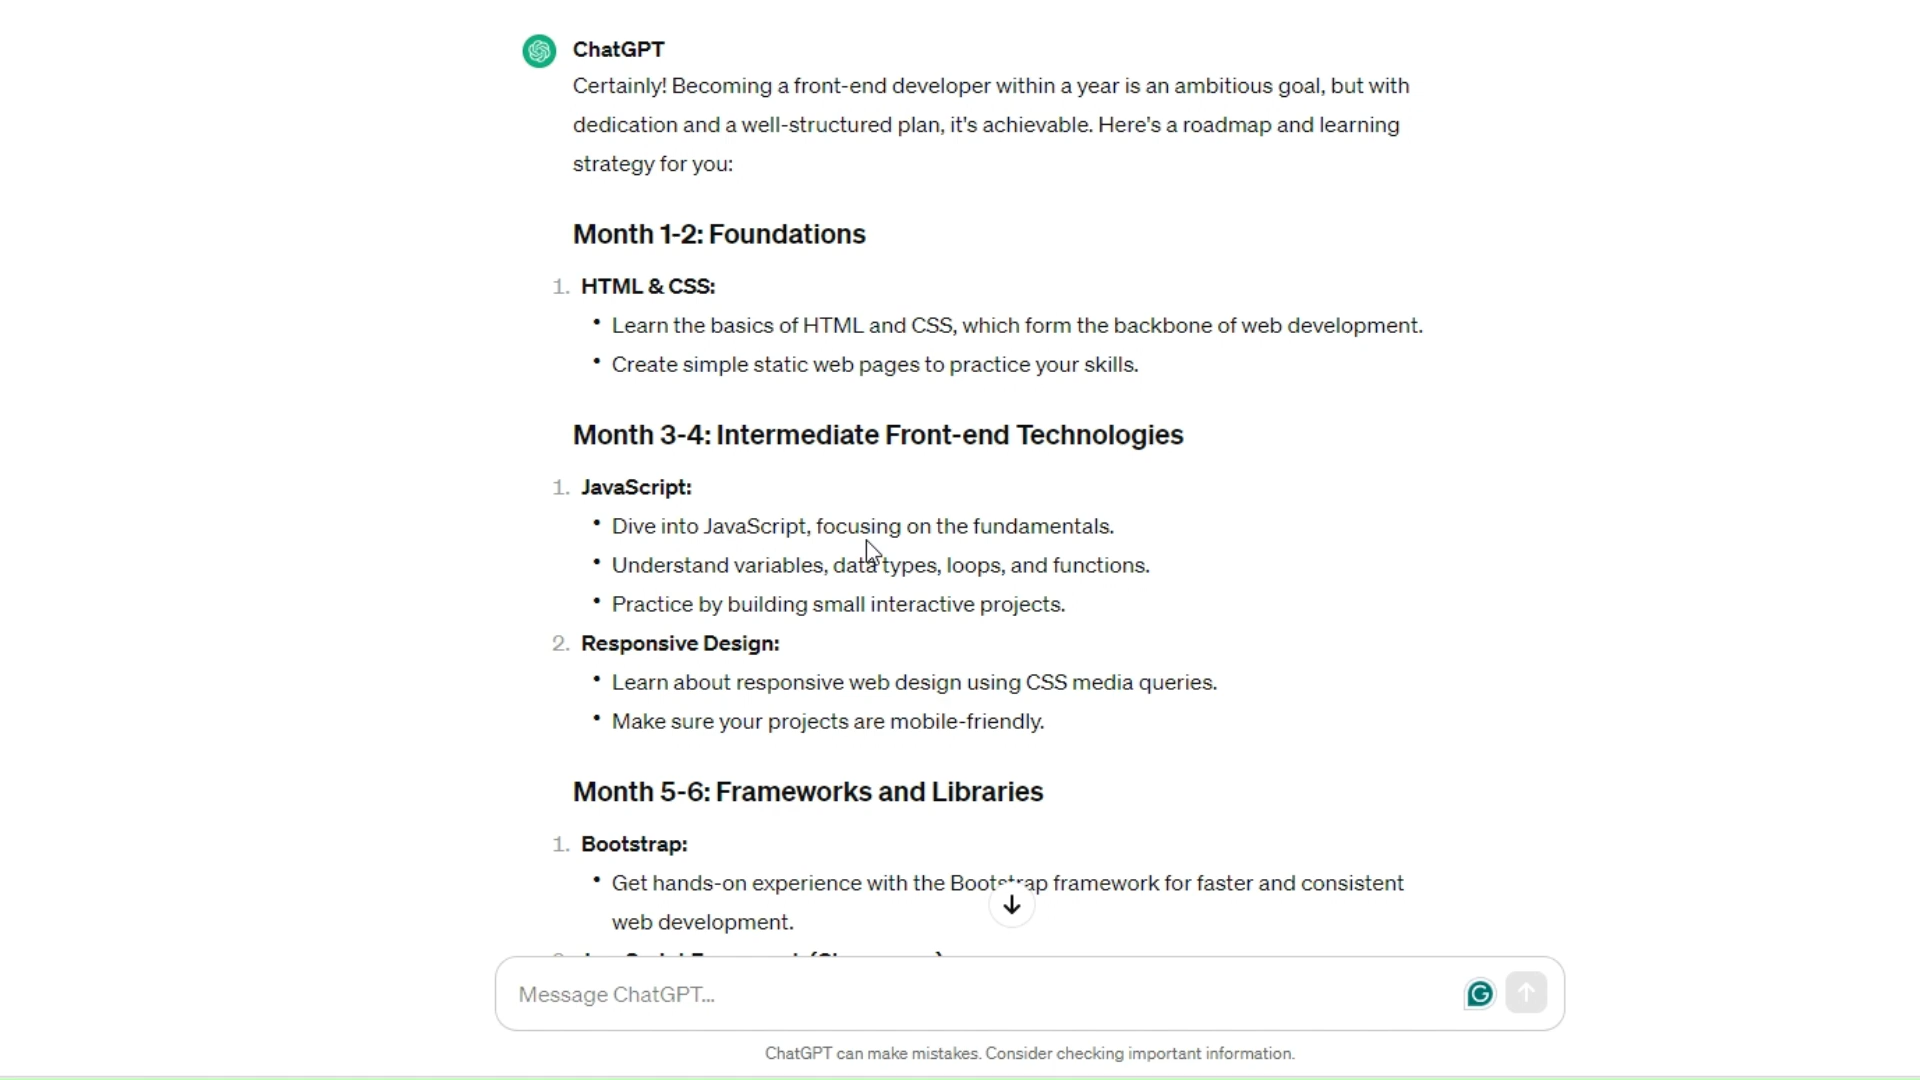 ChatGPT
Certainly! Becoming a front-end developer within a year is an ambitious goal, but with
dedication and a well-structured plan, it's achievable. Here's a roadmap and learning
strategy for you:
Month 1-2: Foundations
1. HTML & CSS:
• Learn the basics of HTML and CSS, which form the backbone of web development.
• Create simple static web pages to practice your skills.
Month 3-4: Intermediate Front-end Technologies
1. JavaScript:
• Dive into JavaScript, focusing on the fundamentals.
• Understand variables, data types, loops, and functions.
• Practice by building small interactive projects.
2. Responsive Design:
• Learn about responsive web design using CSS media queries.
• Make sure your projects are mobile-friendly.
Month 5-6: Frameworks and Libraries
1. Bootstrap:
• Get hands-on experience with the Bootstrap framework for faster and consistent
web development.
Message ChatGPT...
ChatGPT can make mistakes. Consider checking important information.